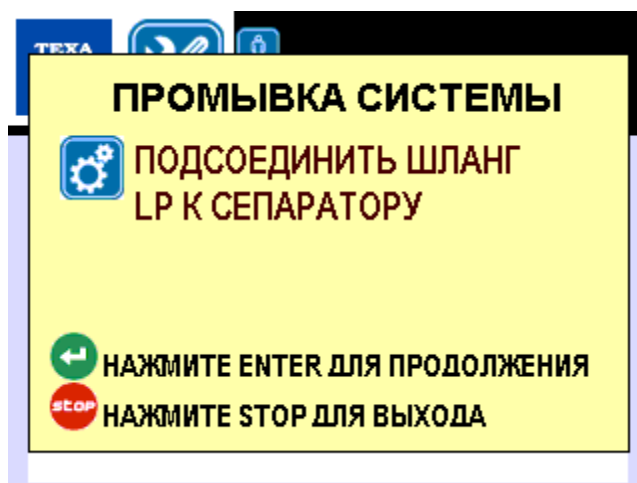 TEXA
ПРОМЫВКА СИСТЕМЫ
ПОДСОЕДИНИТЬ ШЛАНГ
LP К СЕПАРАТОРУ
НАЖМИТЕ ENTER ДЛЯ ПРОДОЛЖЕНИЯ
stop НАЖМИТЕ STOP ДЛЯ ВЫХОДА